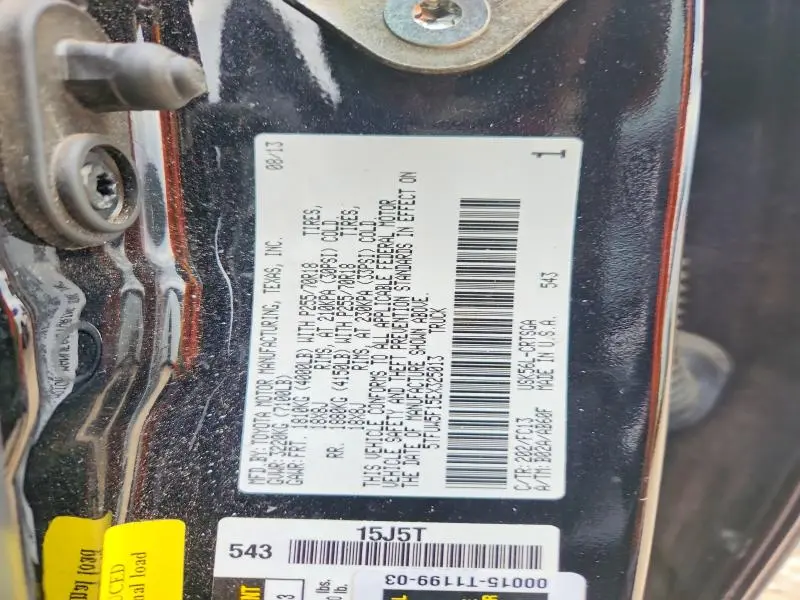 MFD.BY:TOYOTA MOTOR MANUFACTURING, TEXAS, INC. 08/13
GVWR:3220KG (7100LB)
GAWR:FRT. 1810KG (4000LB) WITH P255/70R18 TIRES,
18x8J RIMS, AT 210KPA (30PSI) COLD
RR. 1880KG (4150LB) WITH P255/70R18 TIRES,
18x8J RIMS, AT 230KPA (33PSI) COLD.
THIS VEHICLE CONFORMS TO ALL APPLICABLE FEDERAL MOTOR
VEHICLE SAFETY AND THEFT PREVENTION STANDARDS IN EFFECT ON
THE DATE OF MANUFACTURE SHOWN ABOVE.
TRUCK
C/TR:202/FC13
A/TM:B02A/AB60F MADE IN U.S.A. 543
1
15J5T
543
00015-T1199-03
UCED
nal load